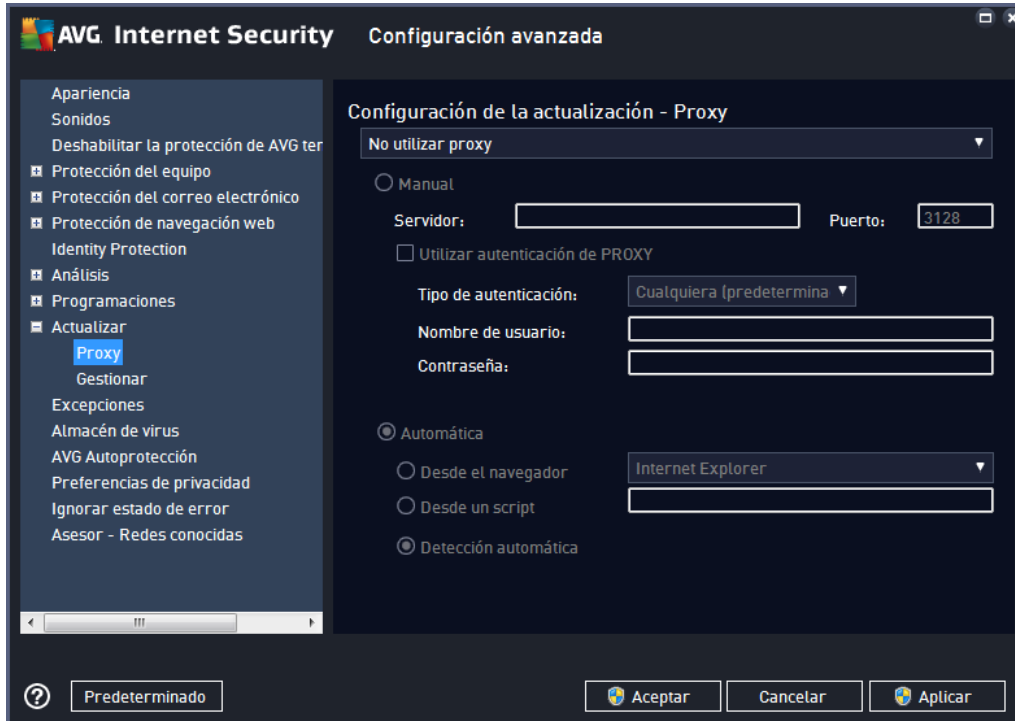 AVG. Internet Security Configuración avanzada
Apariencia
Sonidos
Deshabilitar la protección de AVG ter
Protección del equipo
Protección del correo electrónico
Protección de navegación web
Identity Protection
Análisis
Programaciones
Actualizar
Proxy
Gestionar
Excepciones
Almacén de virus
AVG Autoprotección
Preferencias de privacidad
Ignorar estado de error
Asesor - Redes conocidas
Configuración de la actualización - Proxy
No utilizar proxy
Manual
Servidor: Puerto: 3128
Utilizar autenticación de PROXY
Tipo de autenticación: Cualquiera (predetermina
Nombre de usuario:
Contraseña:
Automática
Desde el navegador Internet Explorer
Desde un script
Detección automática
? Predeterminado Aceptar Cancelar Aplicar